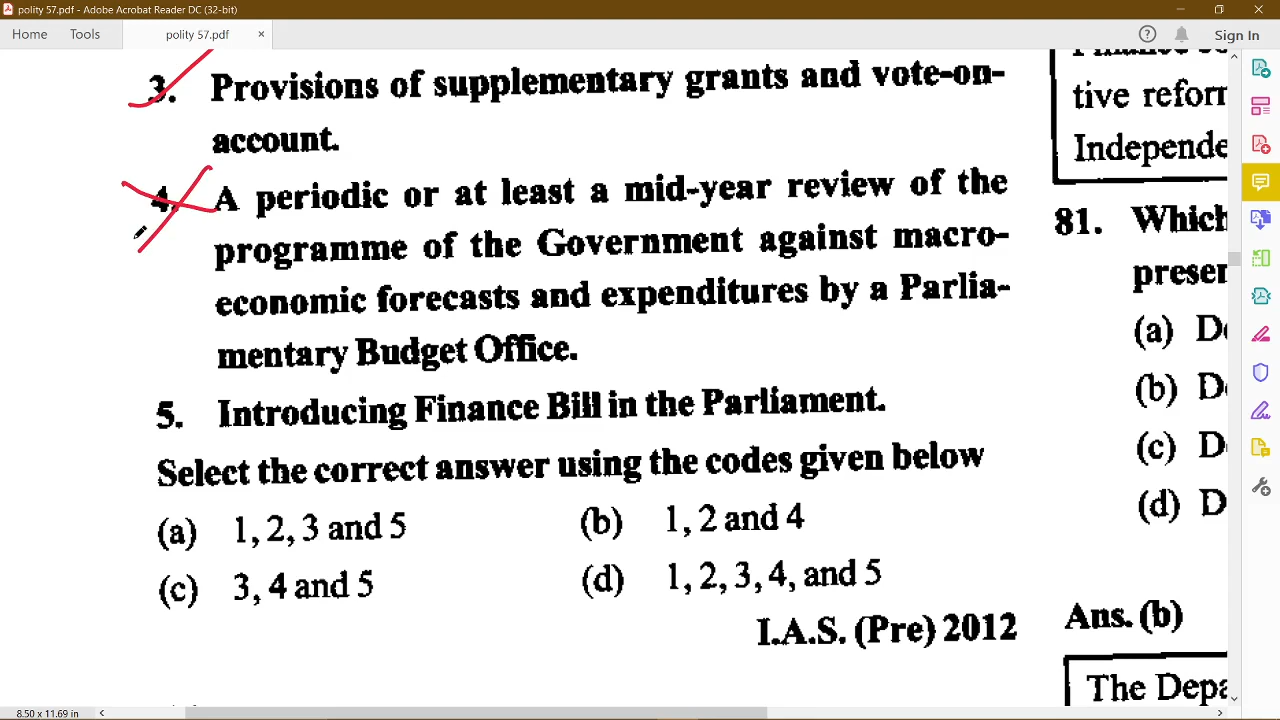 polity 57.pdf - Adobe Acrobat Reader DC (32-bit)
Home Tools polity 57.pdf × Sign In
3. Provisions of supplementary grants and vote-on-
account.
4. A periodic or at least a mid-year review of the
programme of the Government against macro-
economic forecasts and expenditures by a Parlia-
mentary Budget Office.
5. Introducing Finance Bill in the Parliament.
Select the correct answer using the codes given below
(a) 1, 2, 3 and 5 (b) 1, 2 and 4
(c) 3, 4 and 5 (d) 1, 2, 3, 4, and 5
I.A.S. (Pre) 2012
tive reform
Independe
81. Which
presen
(a) De
(b) De
(c) D
(d) D
Ans. (b)
The Depa
8.50 x 11.69 in